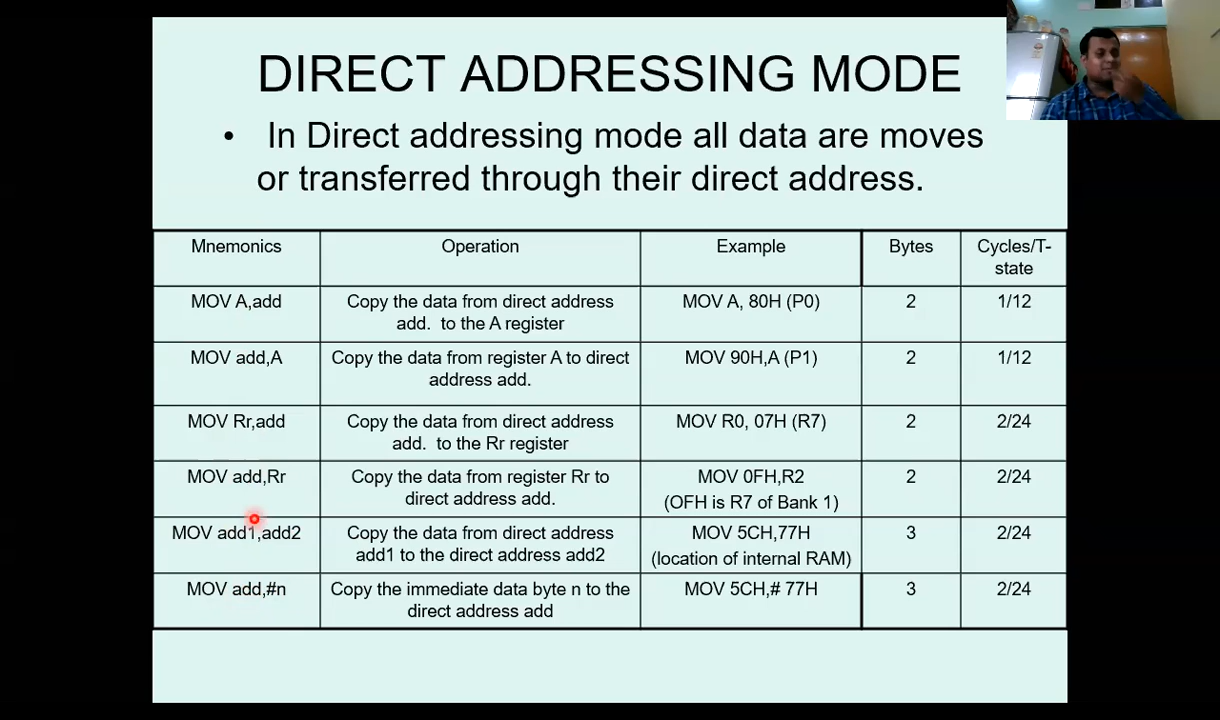 DIRECT ADDRESSING MODE
• In Direct addressing mode all data are moves
or transferred through their direct address.
Mnemonics Operation Example Bytes Cycles/T-
state
MOV A,add Copy the data from direct address MOV A, 80H (P0) 2 1/12
add. to the A register
MOV add,A Copy the data from register A to direct MOV 90H,A (P1) 2 1/12
address add.
MOV Rr,add Copy the data from direct address MOV R0, 07H (R7) 2 2/24
add. to the Rr register
MOV add,Rr Copy the data from register Rr to MOV 0FH,R2 2 2/24
direct address add. (OFH is R7 of Bank 1)
MOV add1,add2 Copy the data from direct address MOV 5CH,77H 3 2/24
add1 to the direct address add2 (location of internal RAM)
MOV add,#n Copy the immediate data byte n to the MOV 5CH,# 77H 3 2/24
direct address add